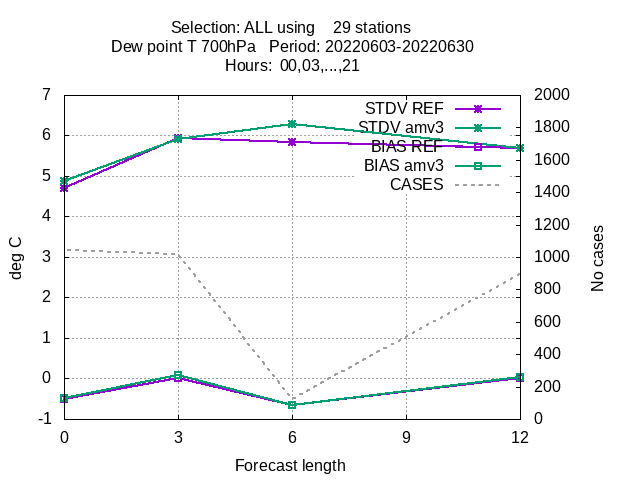 Selection: ALL using    29 stations
Dew point T 700hPa   Period: 20220603-20220630
Hours:  00,03,...,21
7 2000
STDV REF
1800
STDV amv3
6
BIAS REF
1600
BIAS amv3
5
CASES
1400
4
1200
3 1000
deg C
No cases
800
2
600
1
400
0
200
-1 0
0 3 6 9 12
Forecast length